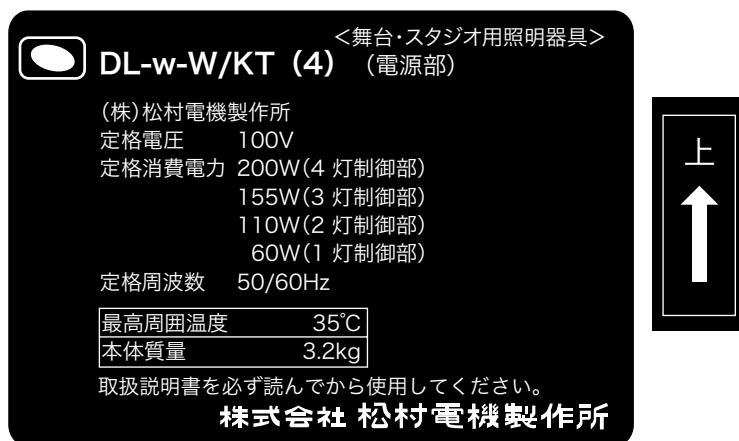 <舞台・スタジオ用照明器具>
DL-w-W/KT（4）（電源部）
(株)松村電機製作所
定格電圧 100V
定格消費電力 200W(4 灯制御部)
155W(3 灯制御部)
110W(2 灯制御部)
60W(1 灯制御部)
定格周波数 50/60Hz
最高周囲温度 35℃
本体質量 3.2kg
取扱説明書を必ず読んでから使用してください。
株式会社 松村電機製作所
上